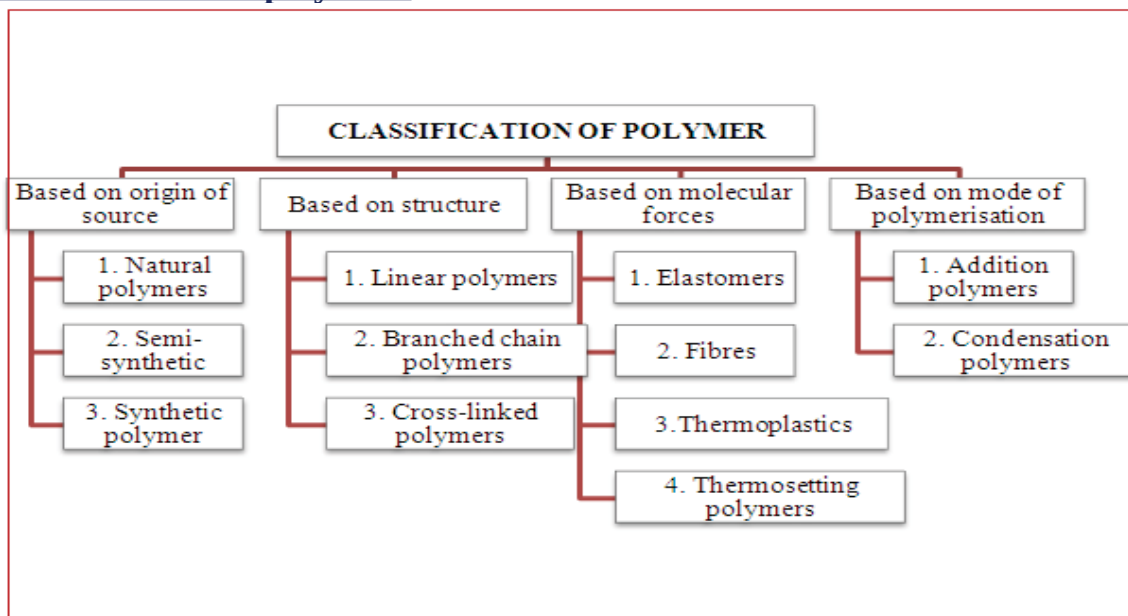 CLASSIFICATION OF POLYMER
Based on origin of
source
1. Natural
polymers
2. Semi-
synthetic
3. Synthetic
polymer
Based on structure
1. Linear polymers
2. Branched chain
polymers
3. Cross-linked
polymers
Based on molecular
forces
1. Elastomers
2. Fibres
3.Thermoplastics
4. Thermosetting
polymers
Based on mode of
polymerisation
1. Addition
polymers
2. Condensation
polymers